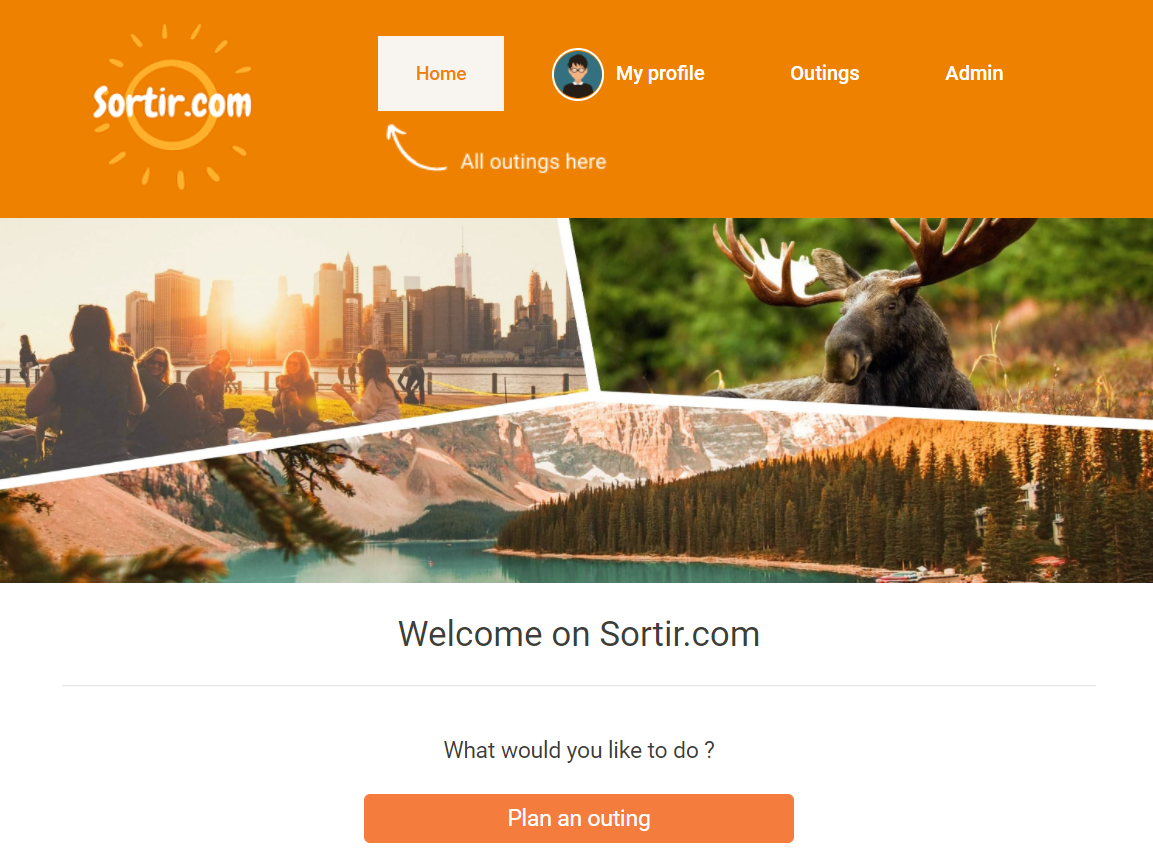 Sortir.com
Home
My profile
Outings
Admin
All outings here
Welcome on Sortir.com
What would you like to do ?
Plan an outing